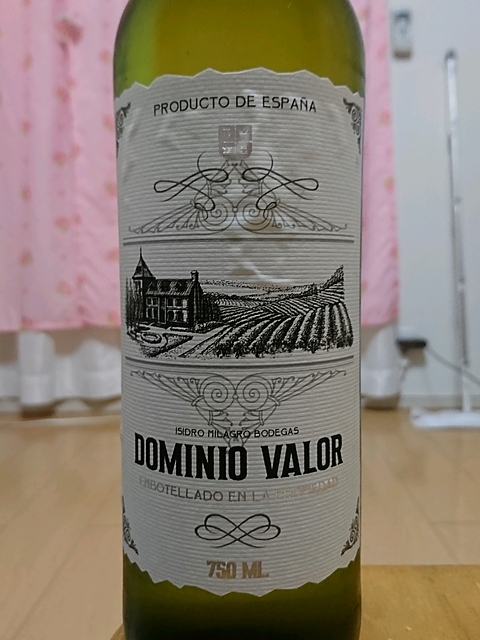 PRODUCTO DE ESPAÑA
ISIDRO MILAGRO BODEGAS
DOMINIO VALOR
EMBOTELLADO EN LA PROPIEDAD
750 ML.